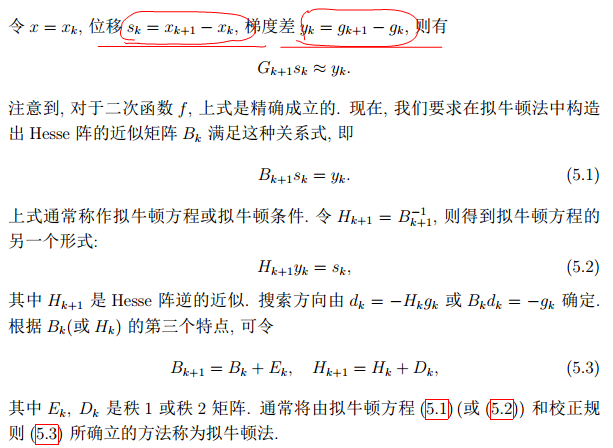 令 x = x_k, 位移 s_k = x_{k+1} − x_k, 梯度差 y_k = g_{k+1} − g_k, 则有
G_{k+1}s_k ≈ y_k.
注意到, 对于二次函数 f, 上式是精确成立的. 现在, 我们要求在拟牛顿法中构造
出 Hesse 阵的近似矩阵 B_k 满足这种关系式, 即
B_{k+1}s_k = y_k. (5.1)
上式通常称作拟牛顿方程或拟牛顿条件. 令 H_{k+1} = B_{k+1}^{−1}, 则得到拟牛顿方程的
另一个形式:
H_{k+1}y_k = s_k, (5.2)
其中 H_{k+1} 是 Hesse 阵逆的近似. 搜索方向由 d_k = −H_kg_k 或 B_kd_k = −g_k 确定.
根据 B_k(或 H_k) 的第三个特点, 可令
B_{k+1} = B_k + E_k, H_{k+1} = H_k + D_k, (5.3)
其中 E_k, D_k 是秩 1 或秩 2 矩阵. 通常将由拟牛顿方程 (5.1) (或 (5.2)) 和校正规
则 (5.3) 所确立的方法称为拟牛顿法.